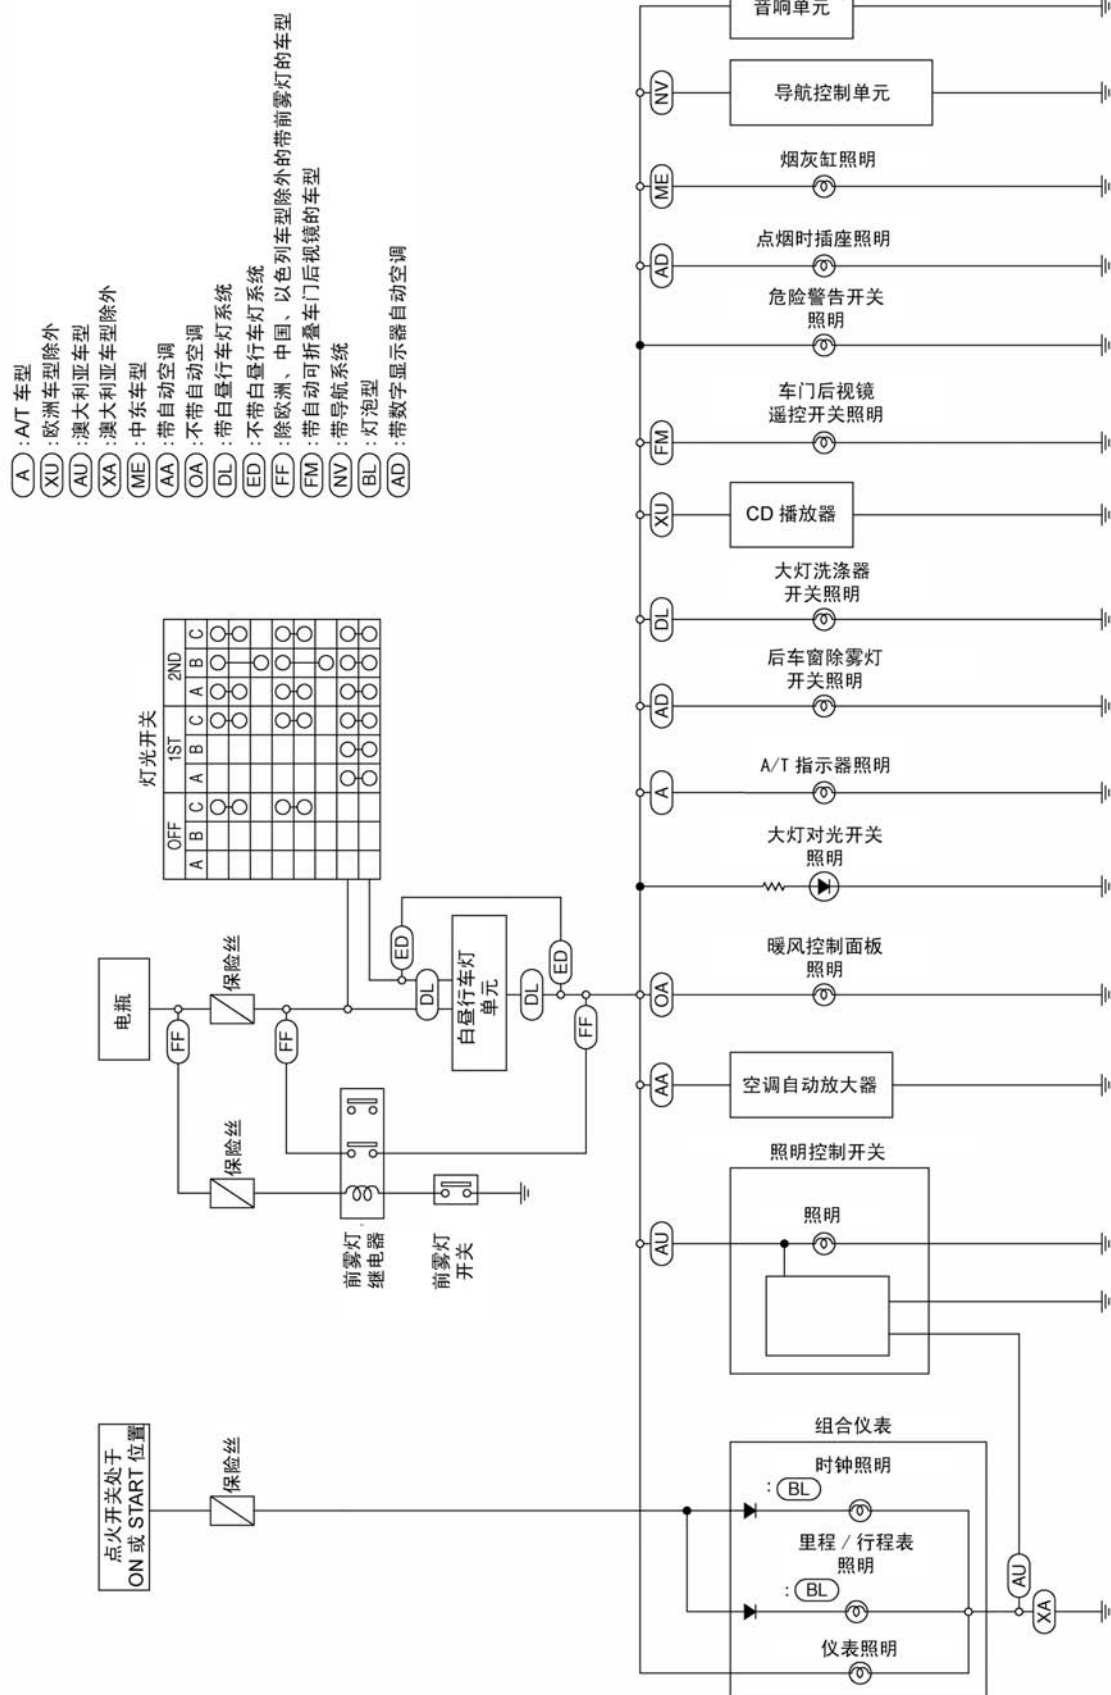 A : A/T 车型
XU : 欧洲车型除外
AU : 澳大利亚车型
XA : 澳大利亚车型除外
ME : 中东车型
AA : 带自动空调
OA : 不带自动空调
DL : 带白昼行车灯系统
ED : 不带白昼行车灯系统
FF : 除欧洲、中国、以色列车型除外的带前雾灯的车型
FM : 带自动可折叠车门后视镜的车型
NV : 带导航系统
BL : 灯泡型
AD : 带数字显示器自动空调
灯光开关
OFF
1ST
2ND
A
B
C
A
B
C
A
B
C
电瓶
保险丝
FF
FF
保险丝
前雾灯
继电器
前雾灯
开关
ED
DL
白昼行车灯
单元
DL
ED
FF
点火开关处于
ON 或 START 位置
保险丝
音响单元
NV
导航控制单元
ME
烟灰缸照明
AD
点烟时插座照明
危险警告开关
照明
FM
车门后视镜
遥控开关照明
XU
CD 播放器
DL
大灯洗涤器
开关照明
AD
后车窗除雾灯
开关照明
A
A/T 指示器照明
大灯对光开关
照明
OA
暖风控制面板
照明
AA
空调自动放大器
照明控制开关
AU
照明
组合仪表
时钟照明
: BL
里程 / 行程表
照明
: BL
仪表照明
AU
XA